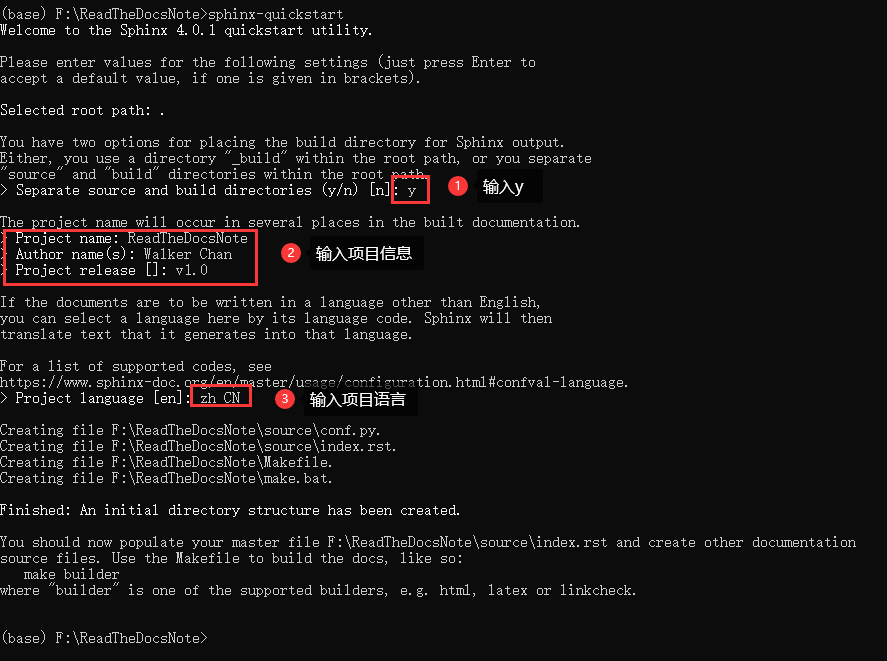 (base) F:\ReadTheDocsNote>sphinx-quickstart
Welcome to the Sphinx 4.0.1 quickstart utility.
Please enter values for the following settings (just press Enter to
accept a default value, if one is given in brackets).
Selected root path: .
You have two options for placing the build directory for Sphinx output.
Either, you use a directory "_build" within the root path, or you separate
"source" and "build" directories within the root path.
> Separate source and build directories (y/n) [n]: y 1 输入y
The project name will occur in several places in the built documentation.
> Project name: ReadTheDocsNote
> Author name(s): Walker Chan 2 输入项目信息
> Project release []: v1.0
If the documents are to be written in a language other than English,
you can select a language here by its language code. Sphinx will then
translate text that it generates into that language.
For a list of supported codes, see
https://www.sphinx-doc.org/en/master/usage/configuration.html#confval-language.
> Project language [en]: zh_CN 3 输入项目语言
Creating file F:\ReadTheDocsNote\source\conf.py.
Creating file F:\ReadTheDocsNote\source\index.rst.
Creating file F:\ReadTheDocsNote\Makefile.
Creating file F:\ReadTheDocsNote\make.bat.
Finished: An initial directory structure has been created.
You should now populate your master file F:\ReadTheDocsNote\source\index.rst and create other documentation
source files. Use the Makefile to build the docs, like so:
make builder
where "builder" is one of the supported builders, e.g. html, latex or linkcheck.
(base) F:\ReadTheDocsNote>